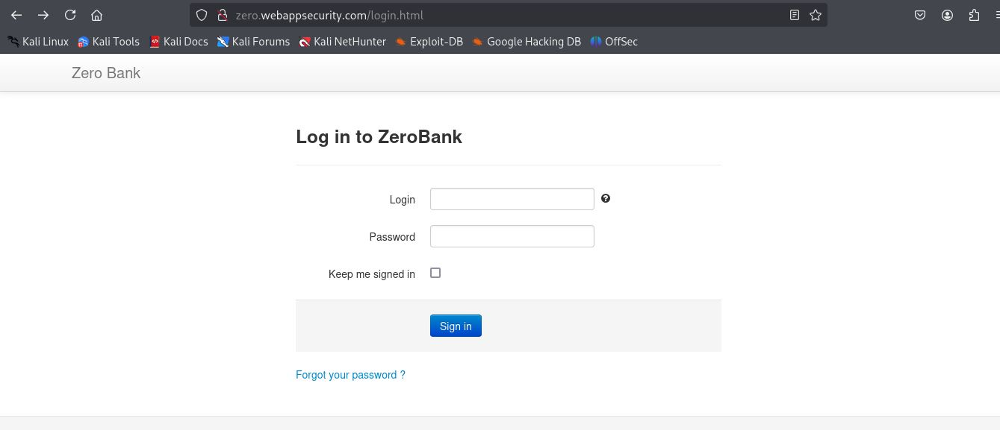 zero.webappsecurity.com/login.html
Kali Linux Kali Tools Kali Docs Kali Forums Kali NetHunter Exploit-DB Google Hacking DB OffSec
Zero Bank
Log in to ZeroBank
Login
Password
Keep me signed in
Sign in
Forgot your password ?